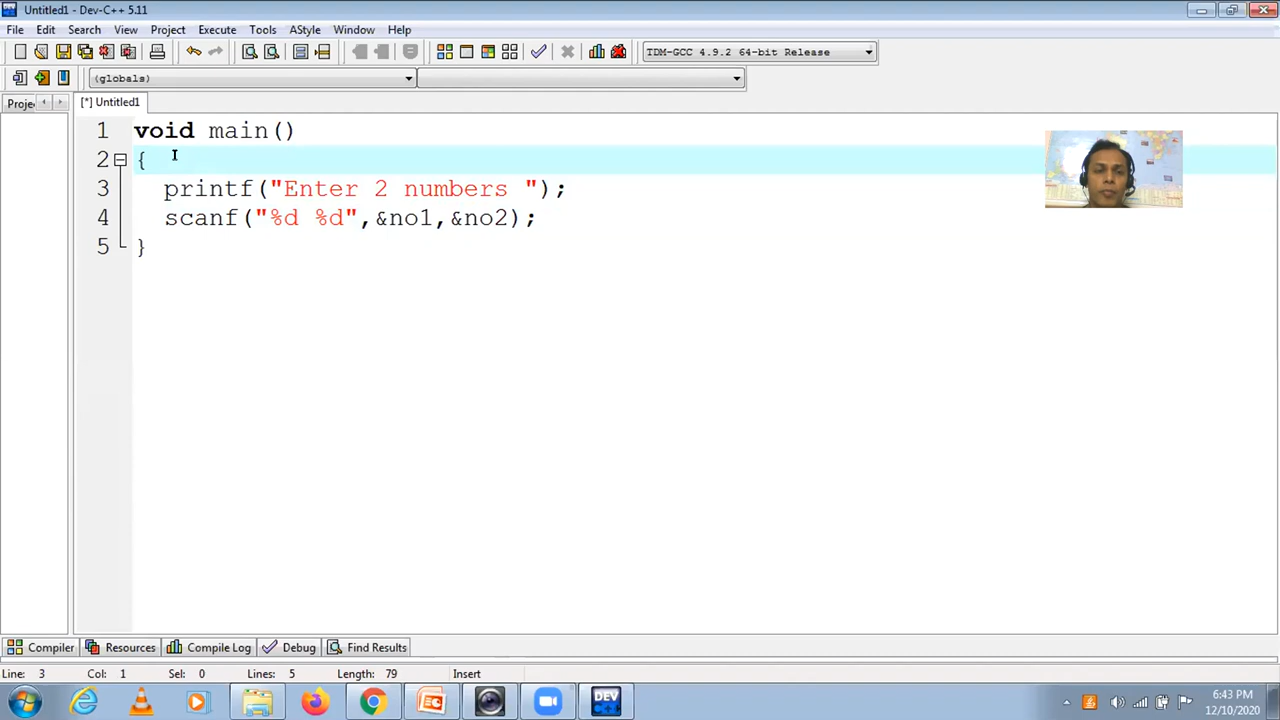 Untitled1 - Dev-C++ 5.11
File Edit Search View Project Execute Tools AStyle Window Help
TDM-GCC 4.9.2 64-bit Release
(globals)
Proje [*] Untitled1
1 void main()
2 {
3 printf("Enter 2 numbers ");
4 scanf("%d %d",&no1,&no2);
5 }
Compiler Resources Compile Log Debug Find Results
Line: 3 Col: 1 Sel: 0 Lines: 5 Length: 79 Insert
DEV
6:43 PM
12/10/2020